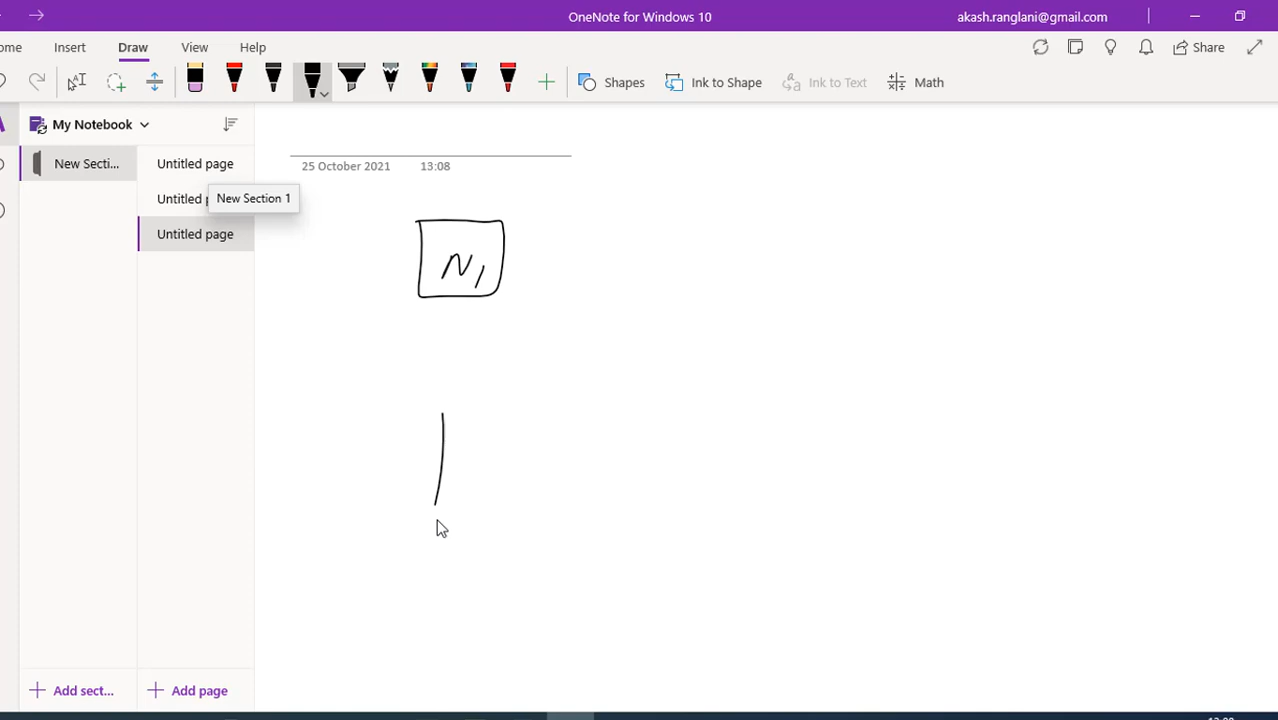 OneNote for Windows 10
akash.ranglani@gmail.com
Insert
Draw
View
Help
Share
Shapes
Ink to Shape
Ink to Text
Math
My Notebook
New Secti...
Untitled page
Untitled
New Section 1
Untitled page
25 October 2021
13:08
N1
Add sect...
Add page